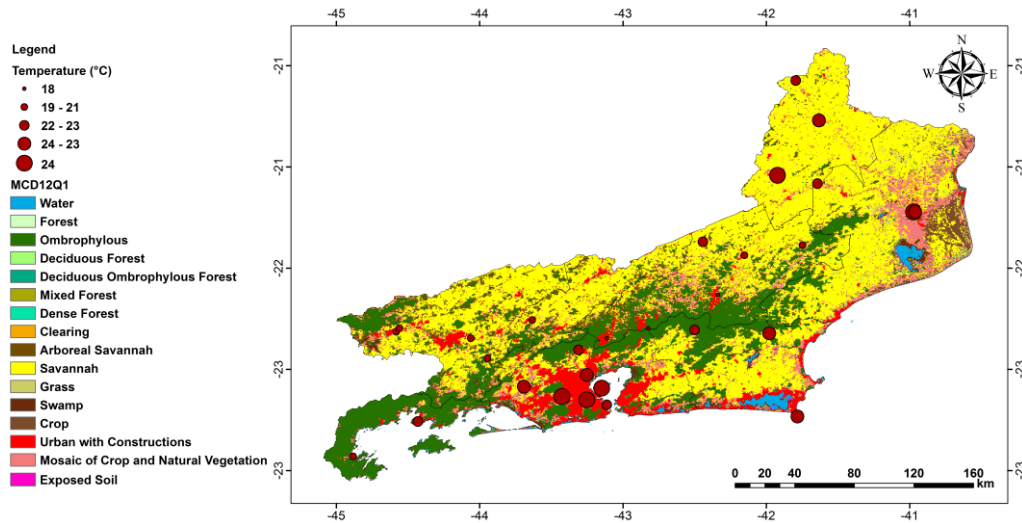 -45 -44 -43 -42 -41
Legend
Temperature (°C)
18
19 - 21
22 - 23
24 - 23
24
MCD12Q1
Water
Forest
Ombrophylous
Deciduous Forest
Deciduous Ombrophylous Forest
Mixed Forest
Dense Forest
Clearing
Arboreal Savannah
Savannah
Grass
Swamp
Crop
Urban with Constructions
Mosaic of Crop and Natural Vegetation
Exposed Soil
N
W E
S
-21 -21
-21 -21
-22 -22
-23 -23
-23 -23
0 20 40 80 120 160
km
-45 -44 -43 -42 -41